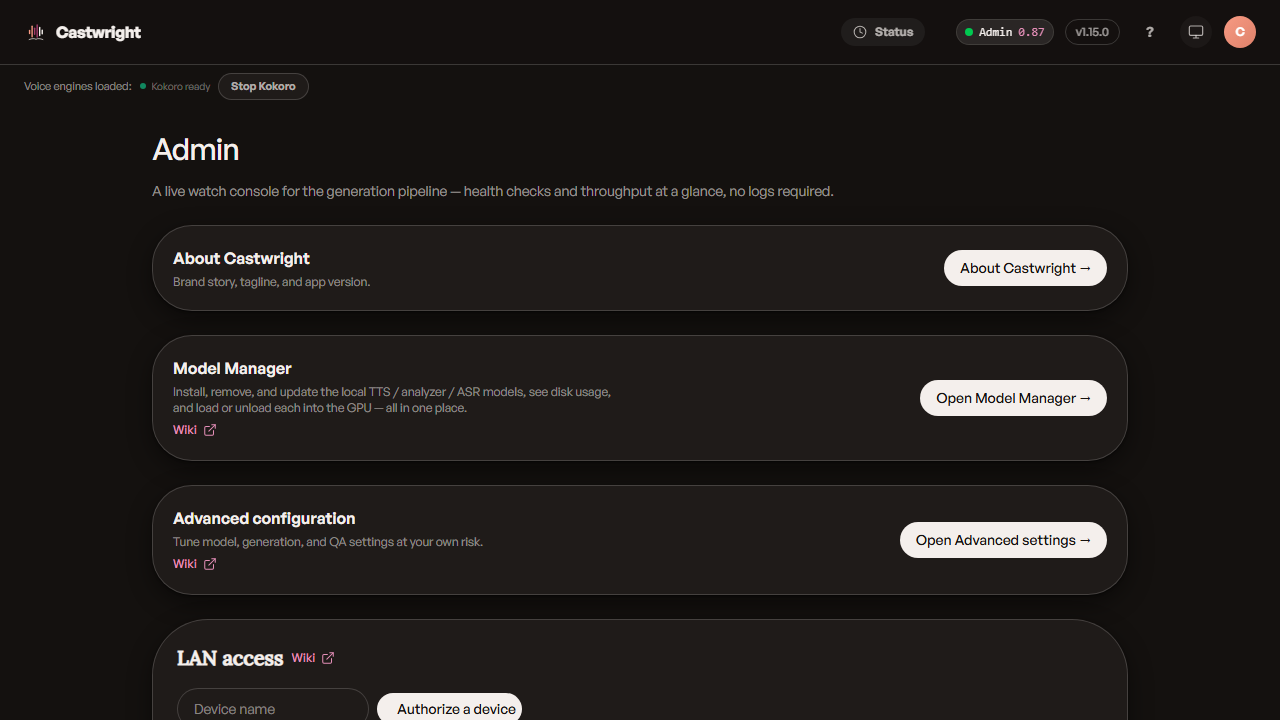 Castwright
Status
Admin 0.87
v1.15.0
?
C
Voice engines loaded: Kokoro ready Stop Kokoro
Admin
A live watch console for the generation pipeline — health checks and throughput at a glance, no logs required.
About Castwright
Brand story, tagline, and app version.
About Castwright →
Model Manager
Install, remove, and update the local TTS / analyzer / ASR models, see disk usage,
and load or unload each into the GPU — all in one place.
Wiki
Open Model Manager →
Advanced configuration
Tune model, generation, and QA settings at your own risk.
Wiki
Open Advanced settings →
LAN access Wiki
Device name
Authorize a device